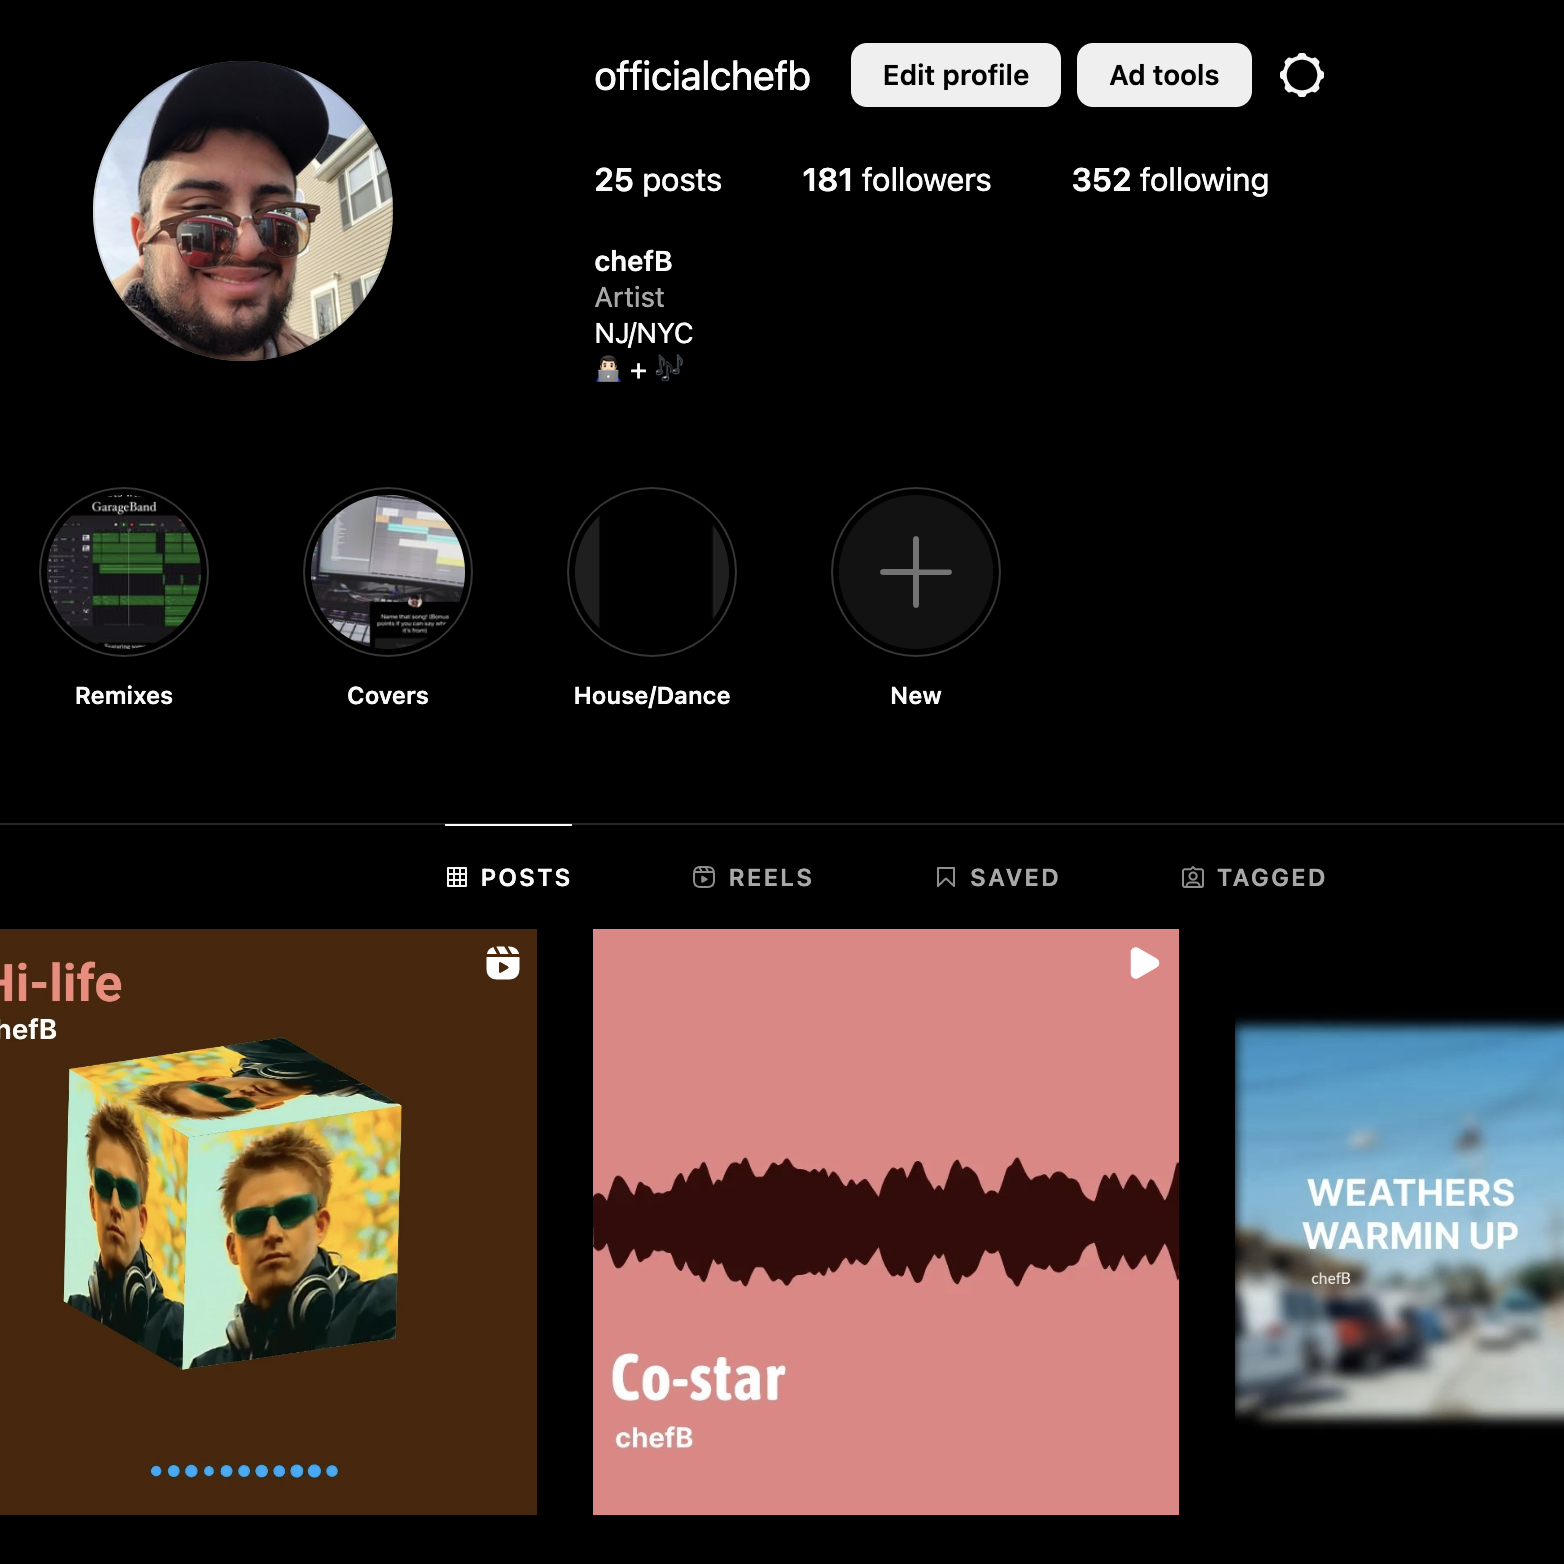 officialchefb
Edit profile
Ad tools
25 posts
181 followers
352 following
chefB
Artist
NJ/NYC
👨🏻‍💻 + 🎶
GarageBand
Name that song! (Bonus
points if you can say
it's from)
Remixes
Covers
House/Dance
New
POSTS
REELS
SAVED
TAGGED
Hi-life
hefB
Co-star
chefB
WEATHERS
WARMIN UP
chefB